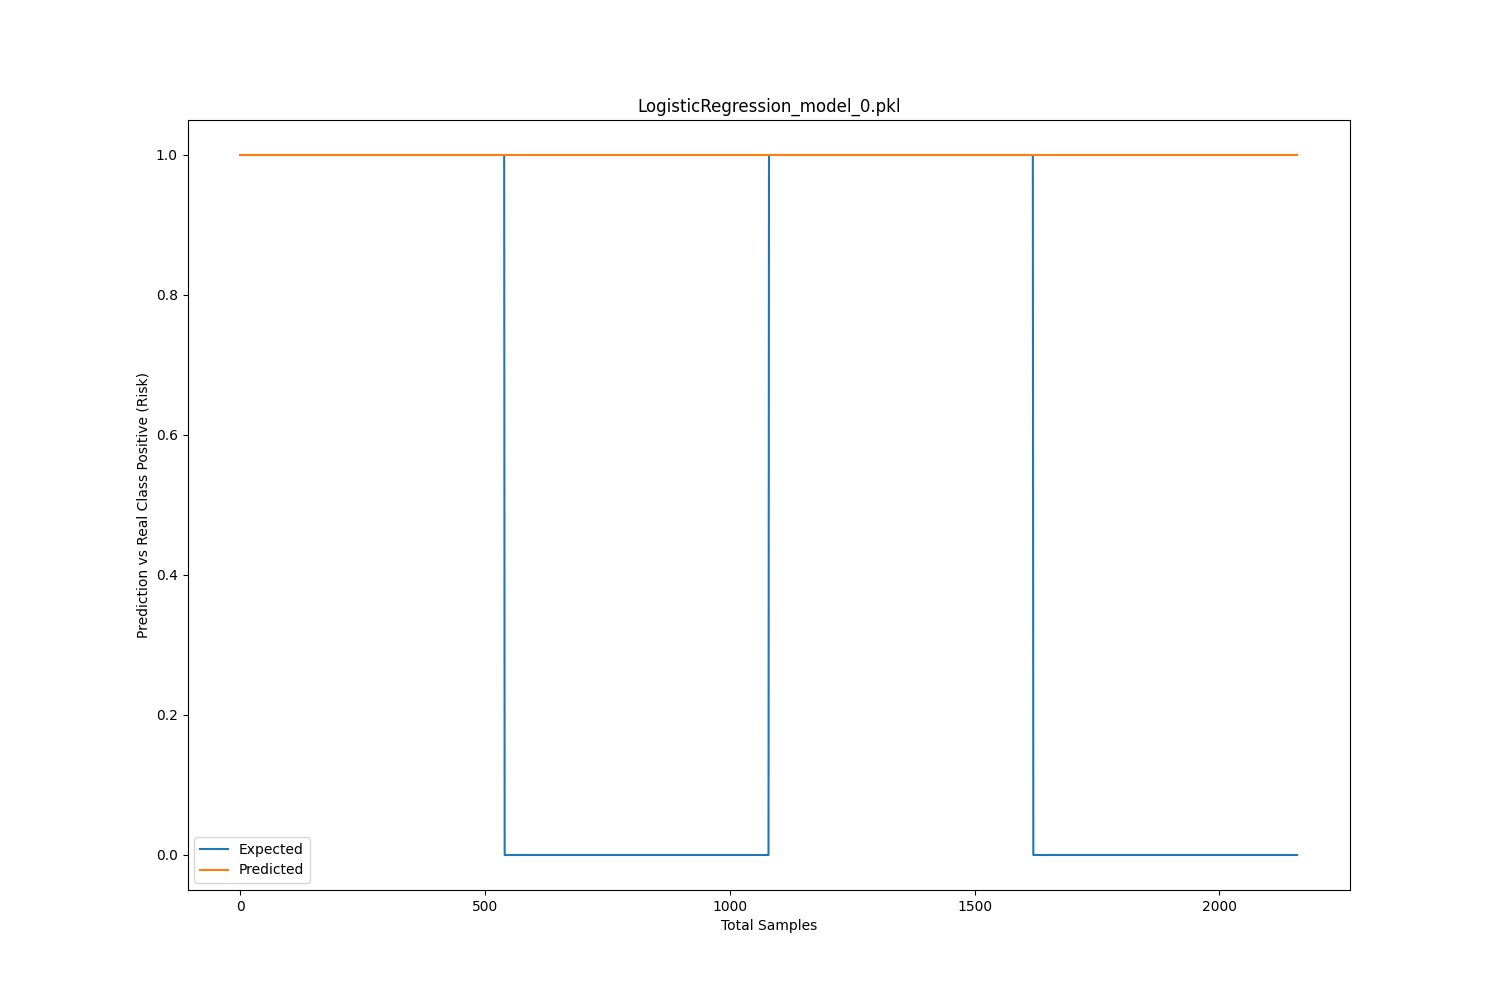 LogisticRegression_model_0.pkl
1.0
0.8
0.6
0.4
0.2
0.0
Prediction vs Real Class Positive (Risk)
Expected
Predicted
0
500
1000
1500
2000
Total Samples